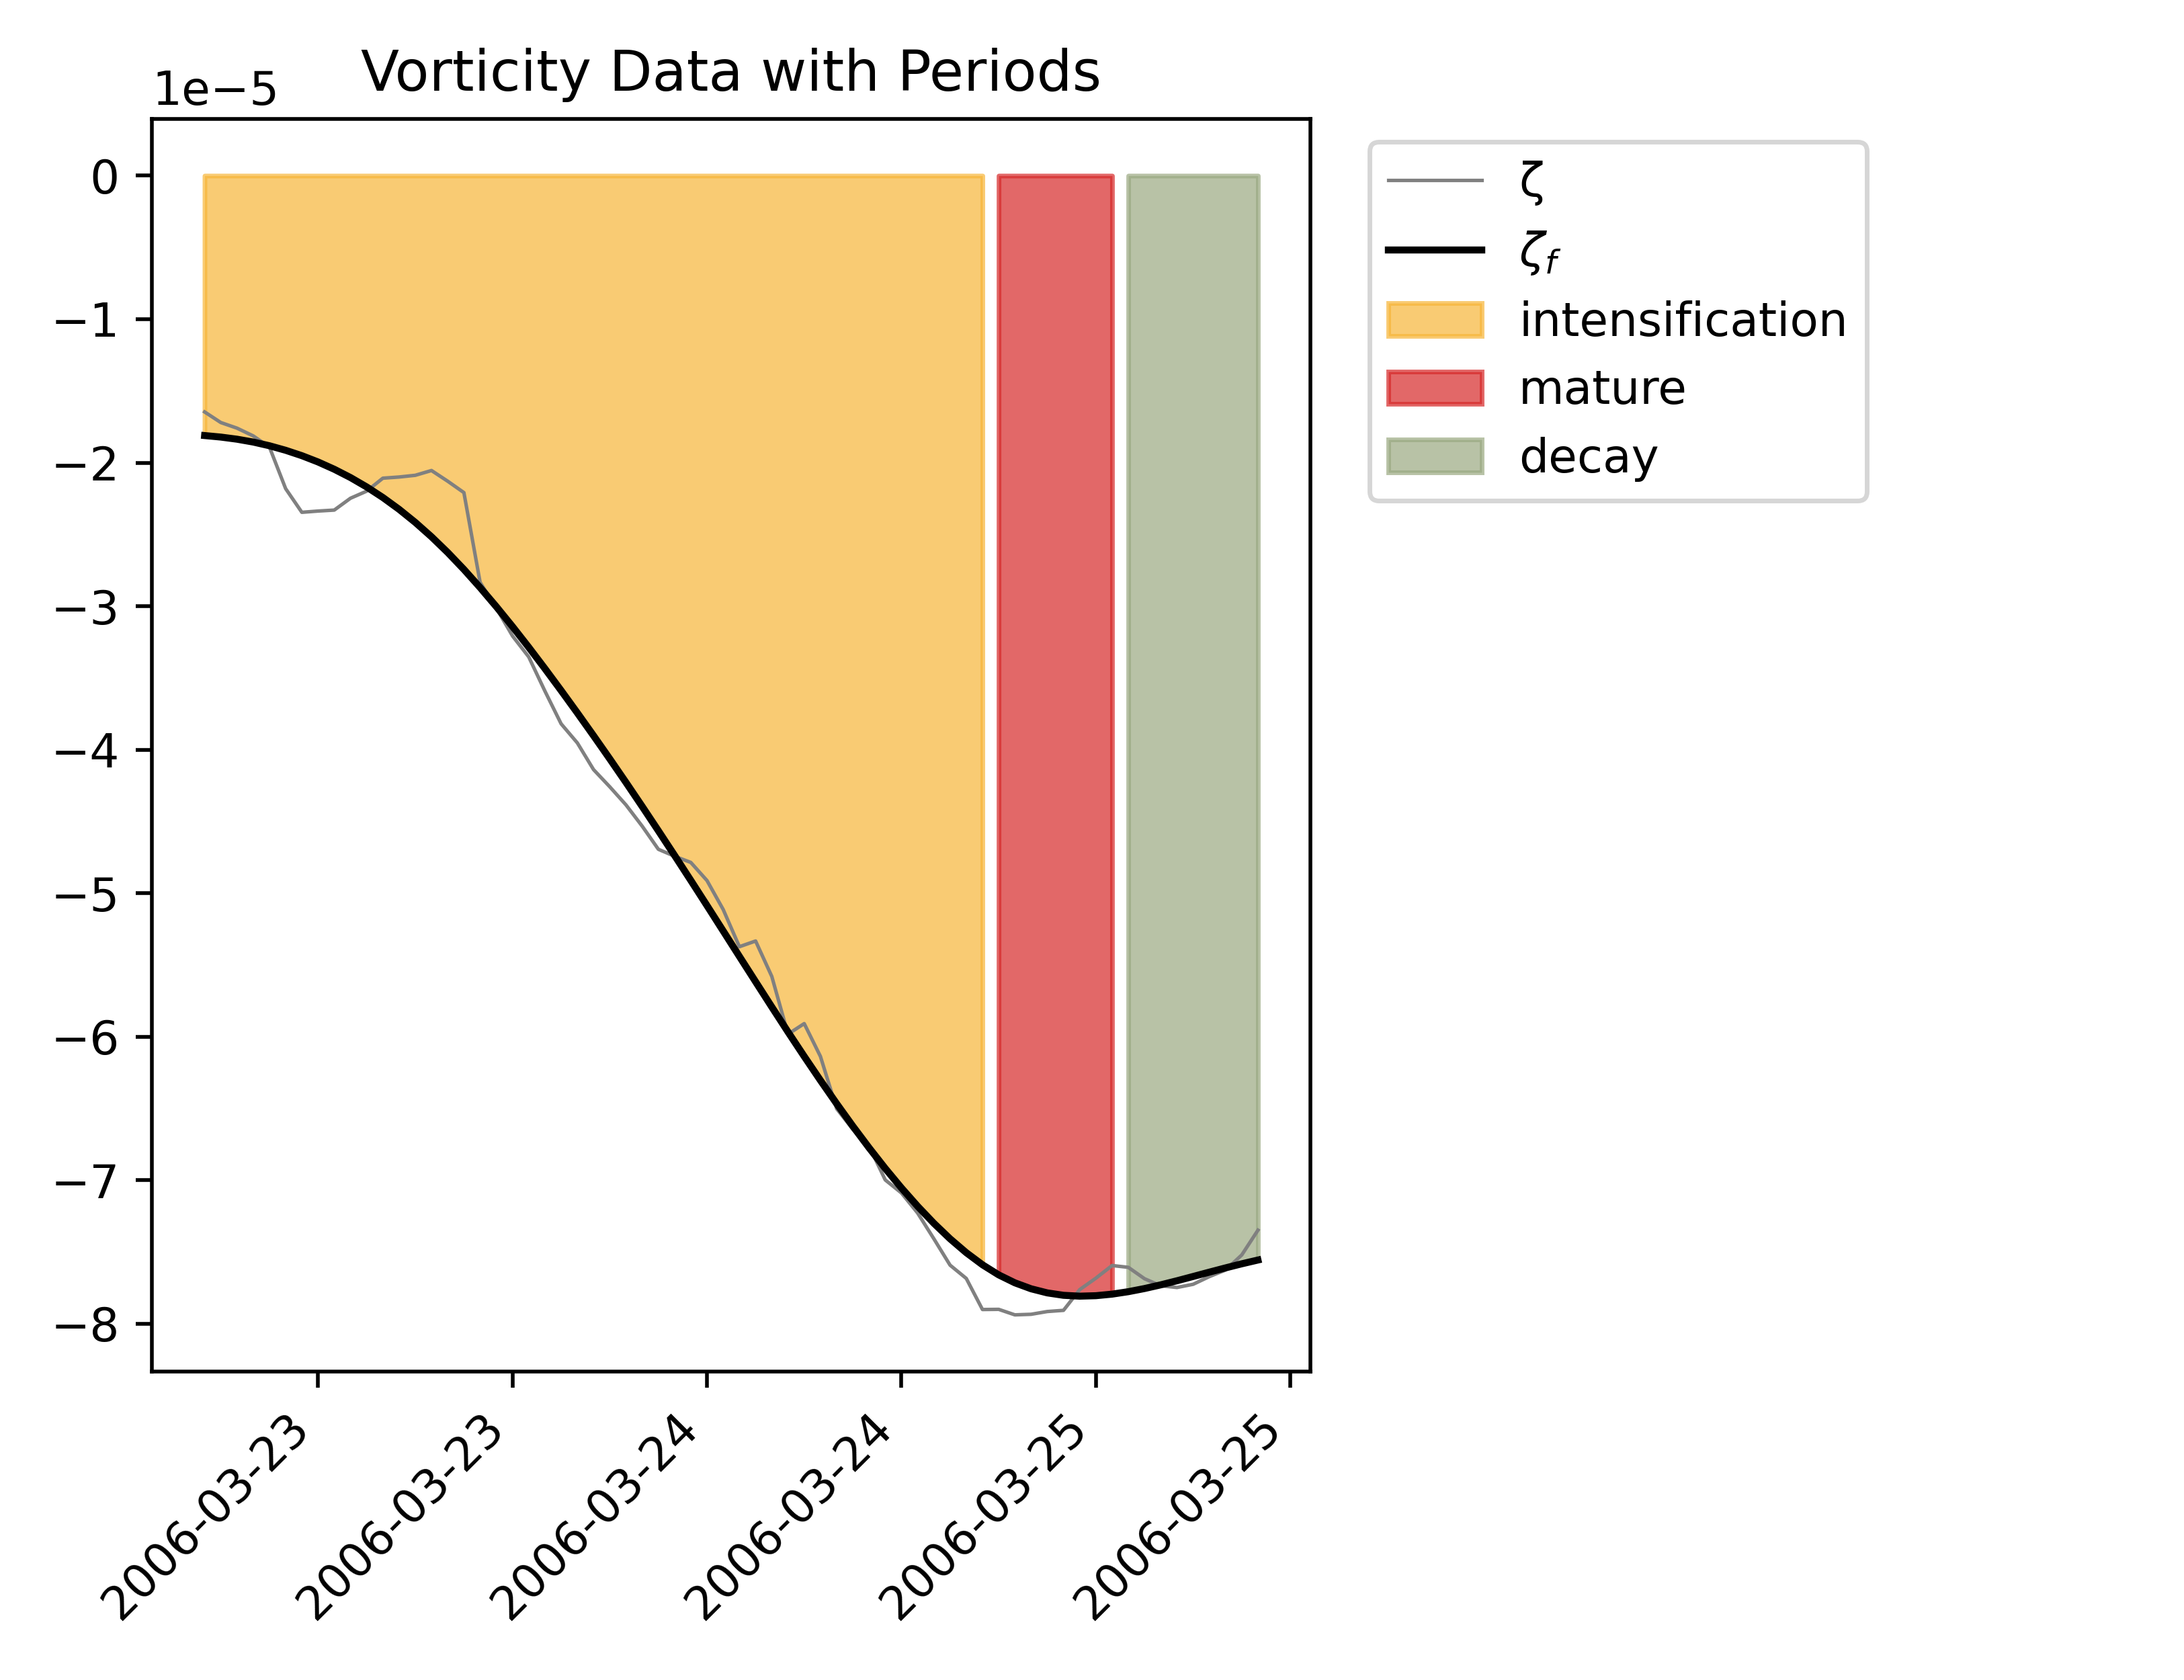 Vorticity Data with Periods
1e−5
0
−1
−2
−3
−4
−5
−6
−7
−8
2006-03-23
2006-03-23
2006-03-24
2006-03-24
2006-03-25
2006-03-25
ζ
ζf
intensification
mature
decay